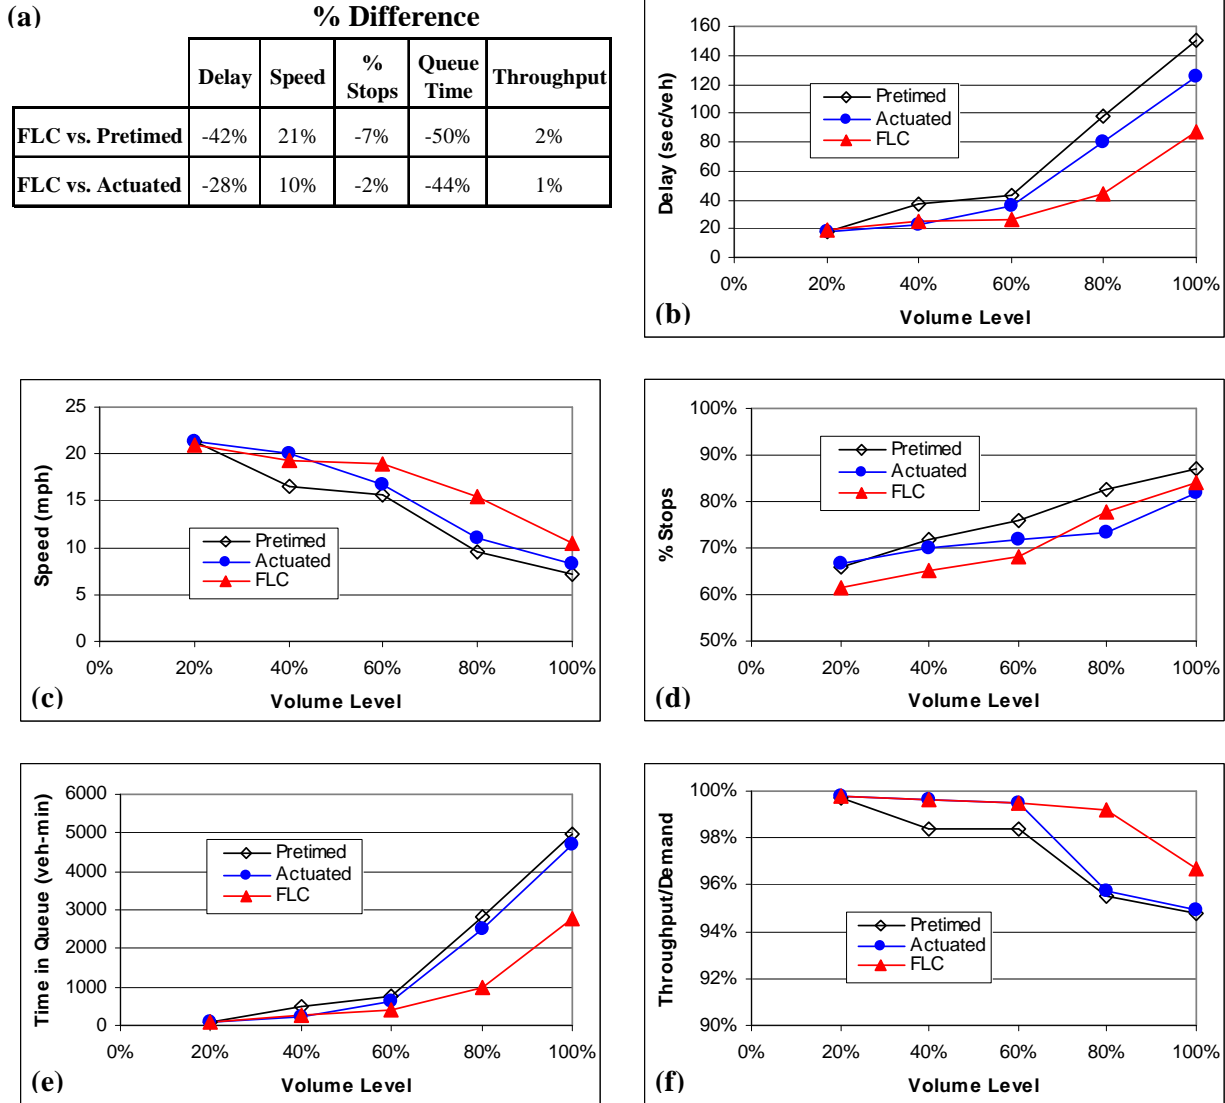 (a)
% Difference
Delay Speed % Stops Queue Time Throughput
FLC vs. Pretimed -42% 21% -7% -50% 2%
FLC vs. Actuated -28% 10% -2% -44% 1%
160
140
120
100
80
60
40
20
0
Delay (sec/veh)
Pretimed
Actuated
FLC
0% 20% 40% 60% 80% 100%
Volume Level
(b)
25
20
15
10
5
0
Speed (mph)
Pretimed
Actuated
FLC
0% 20% 40% 60% 80% 100%
Volume Level
(c)
100%
90%
80%
70%
60%
50%
% Stops
Pretimed
Actuated
FLC
0% 20% 40% 60% 80% 100%
Volume Level
(d)
6000
5000
4000
3000
2000
1000
0
Time in Queue (veh-min)
Pretimed
Actuated
FLC
0% 20% 40% 60% 80% 100%
Volume Level
(e)
100%
98%
96%
94%
92%
90%
Throughput/Demand
Pretimed
Actuated
FLC
0% 20% 40% 60% 80% 100%
Volume Level
(f)